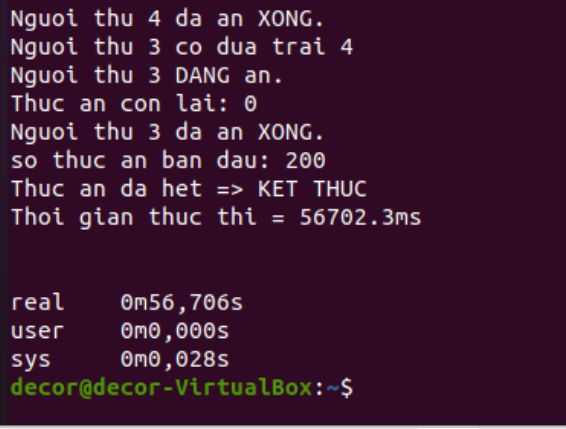 Nguoi thu 4 da an XONG.
Nguoi thu 3 co dua trai 4
Nguoi thu 3 DANG an.
Thuc an con lai: 0
Nguoi thu 3 da an XONG.
so thuc an ban dau: 200
Thuc an da het => KET THUC
Thoi gian thuc thi = 56702.3ms
real 0m56,706s
user 0m0,000s
sys 0m0,028s
decor@decor-VirtualBox:~$